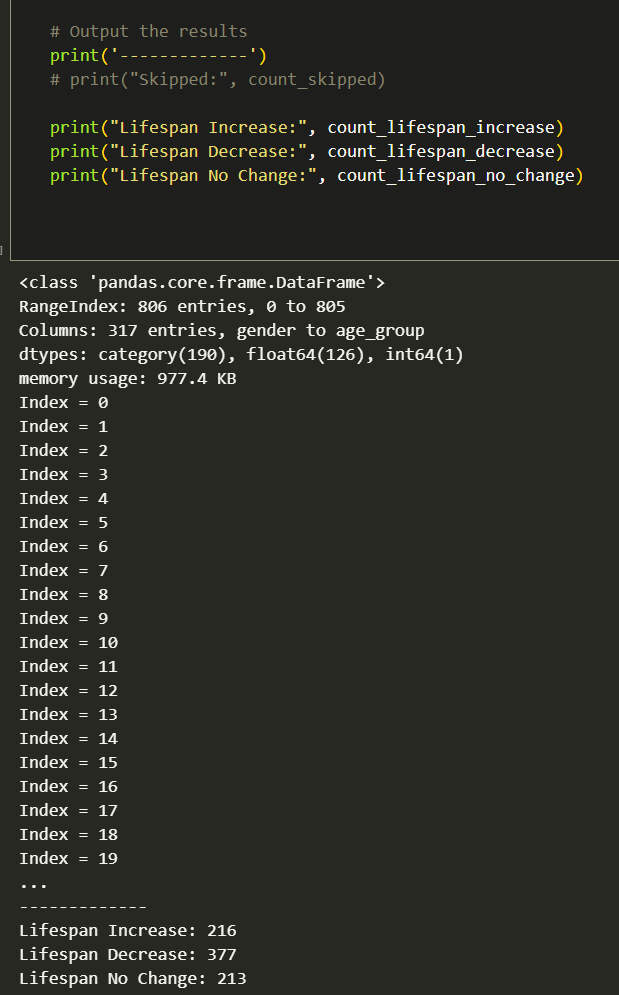 # Output the results
print('-------------')
# print("Skipped:", count_skipped)
print("Lifespan Increase:", count_lifespan_increase)
print("Lifespan Decrease:", count_lifespan_decrease)
print("Lifespan No Change:", count_lifespan_no_change)
<class 'pandas.core.frame.DataFrame'>
RangeIndex: 806 entries, 0 to 805
Columns: 317 entries, gender to age_group
dtypes: category(190), float64(126), int64(1)
memory usage: 977.4 KB
Index = 0
Index = 1
Index = 2
Index = 3
Index = 4
Index = 5
Index = 6
Index = 7
Index = 8
Index = 9
Index = 10
Index = 11
Index = 12
Index = 13
Index = 14
Index = 15
Index = 16
Index = 17
Index = 18
Index = 19
...
-------------
Lifespan Increase: 216
Lifespan Decrease: 377
Lifespan No Change: 213